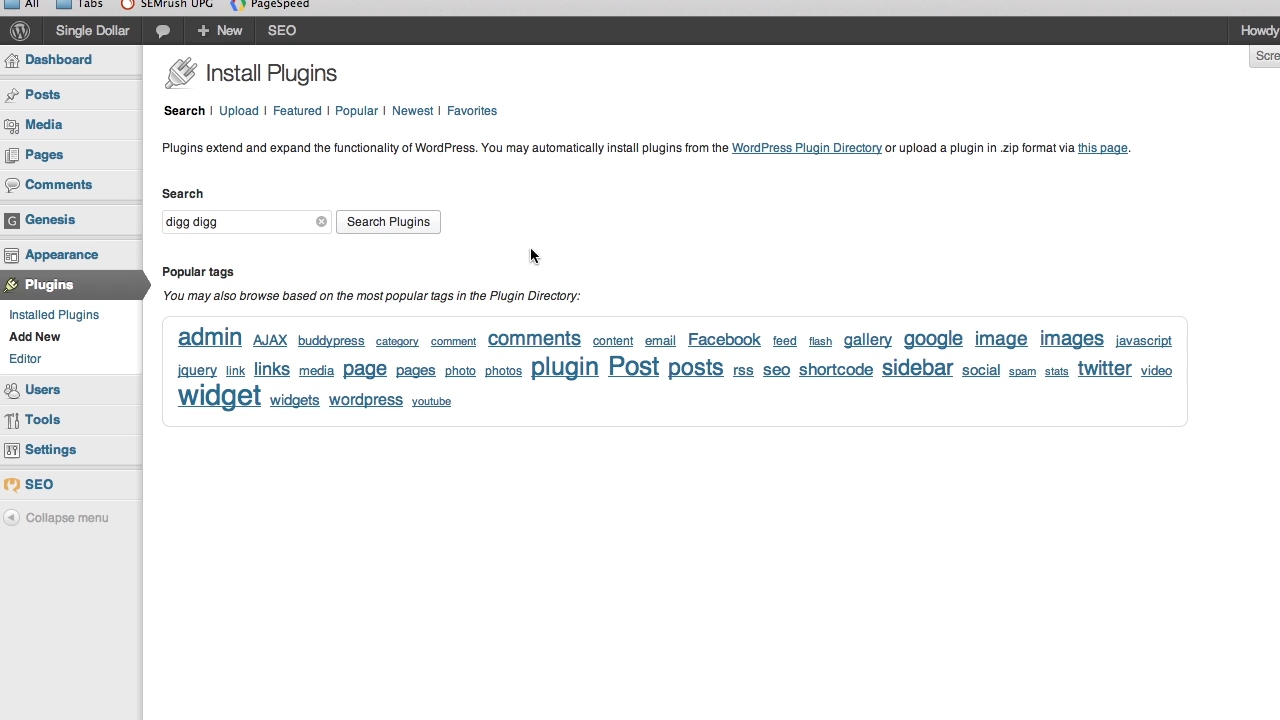 All Tabs SEMrush UPG PageSpeed
Single Dollar + New SEO Howdy
Scre
Dashboard
Posts
Media
Pages
Comments
G Genesis
Appearance
Plugins
Installed Plugins
Add New
Editor
Users
Tools
Settings
SEO
Collapse menu
Install Plugins
Search | Upload | Featured | Popular | Newest | Favorites
Plugins extend and expand the functionality of WordPress. You may automatically install plugins from the WordPress Plugin Directory or upload a plugin in .zip format via this page.
Search
digg digg Search Plugins
Popular tags
You may also browse based on the most popular tags in the Plugin Directory:
admin AJAX buddypress category comment comments content email Facebook feed flash gallery google image images javascript
jquery link links media page pages photo photos plugin Post posts rss seo shortcode sidebar social spam stats twitter video
widget widgets wordpress youtube